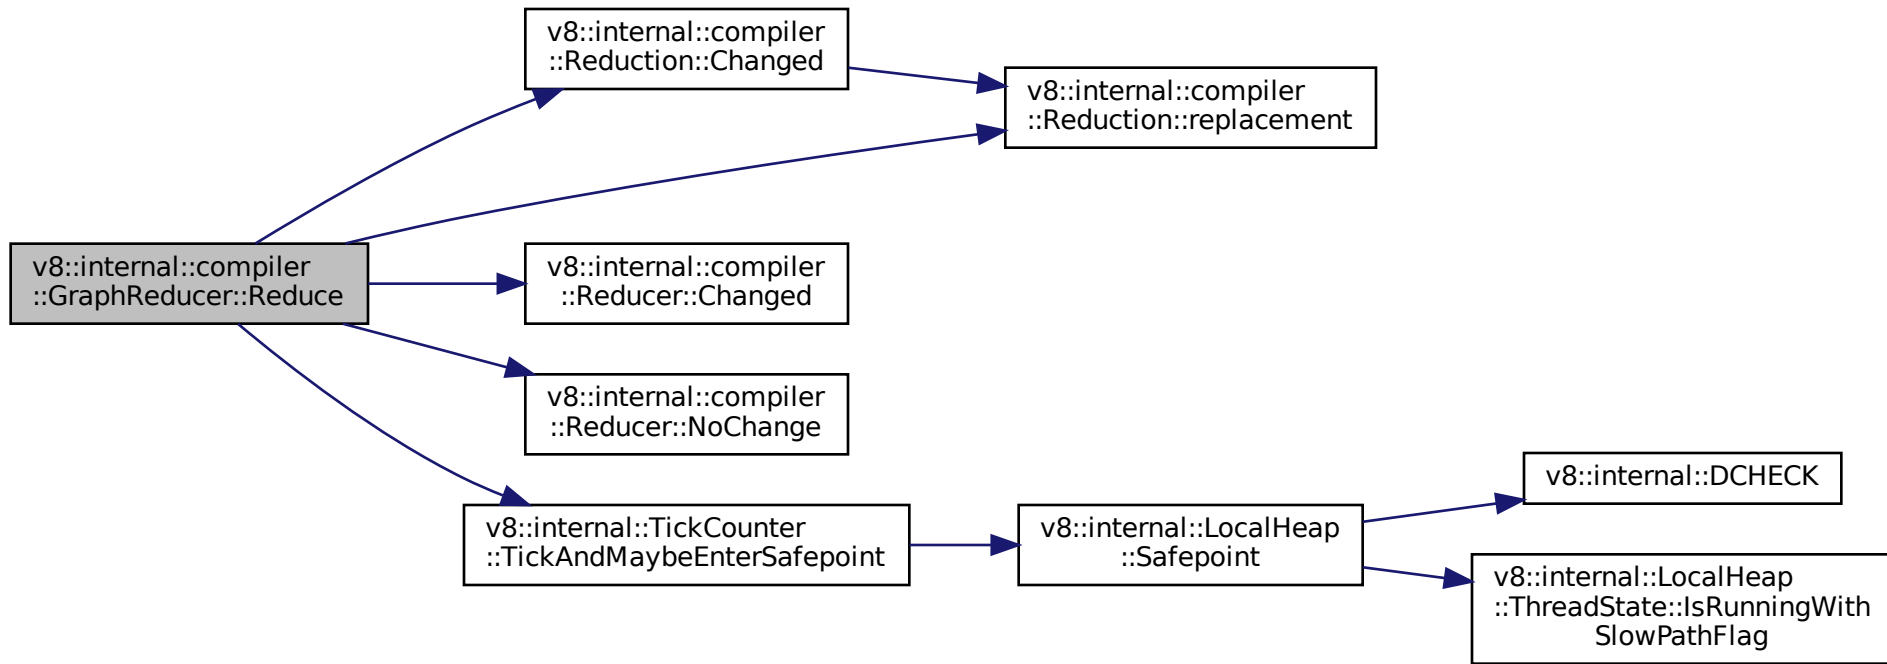 v8::internal::compiler
::Reduction::Changed
v8::internal::compiler
::Reduction::replacement
v8::internal::compiler
::GraphReducer::Reduce
v8::internal::compiler
::Reducer::Changed
v8::internal::compiler
::Reducer::NoChange
v8::internal::DCHECK
v8::internal::TickCounter
::TickAndMaybeEnterSafepoint
v8::internal::LocalHeap
::Safepoint
v8::internal::LocalHeap
::ThreadState::IsRunningWith
SlowPathFlag